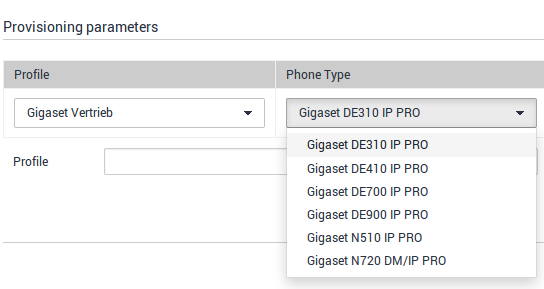 Provisioning parameters
Profile Phone Type
Gigaset Vertrieb Gigaset DE310 IP PRO
Profile
Gigaset DE310 IP PRO
Gigaset DE410 IP PRO
Gigaset DE700 IP PRO
Gigaset DE900 IP PRO
Gigaset N510 IP PRO
Gigaset N720 DM/IP PRO